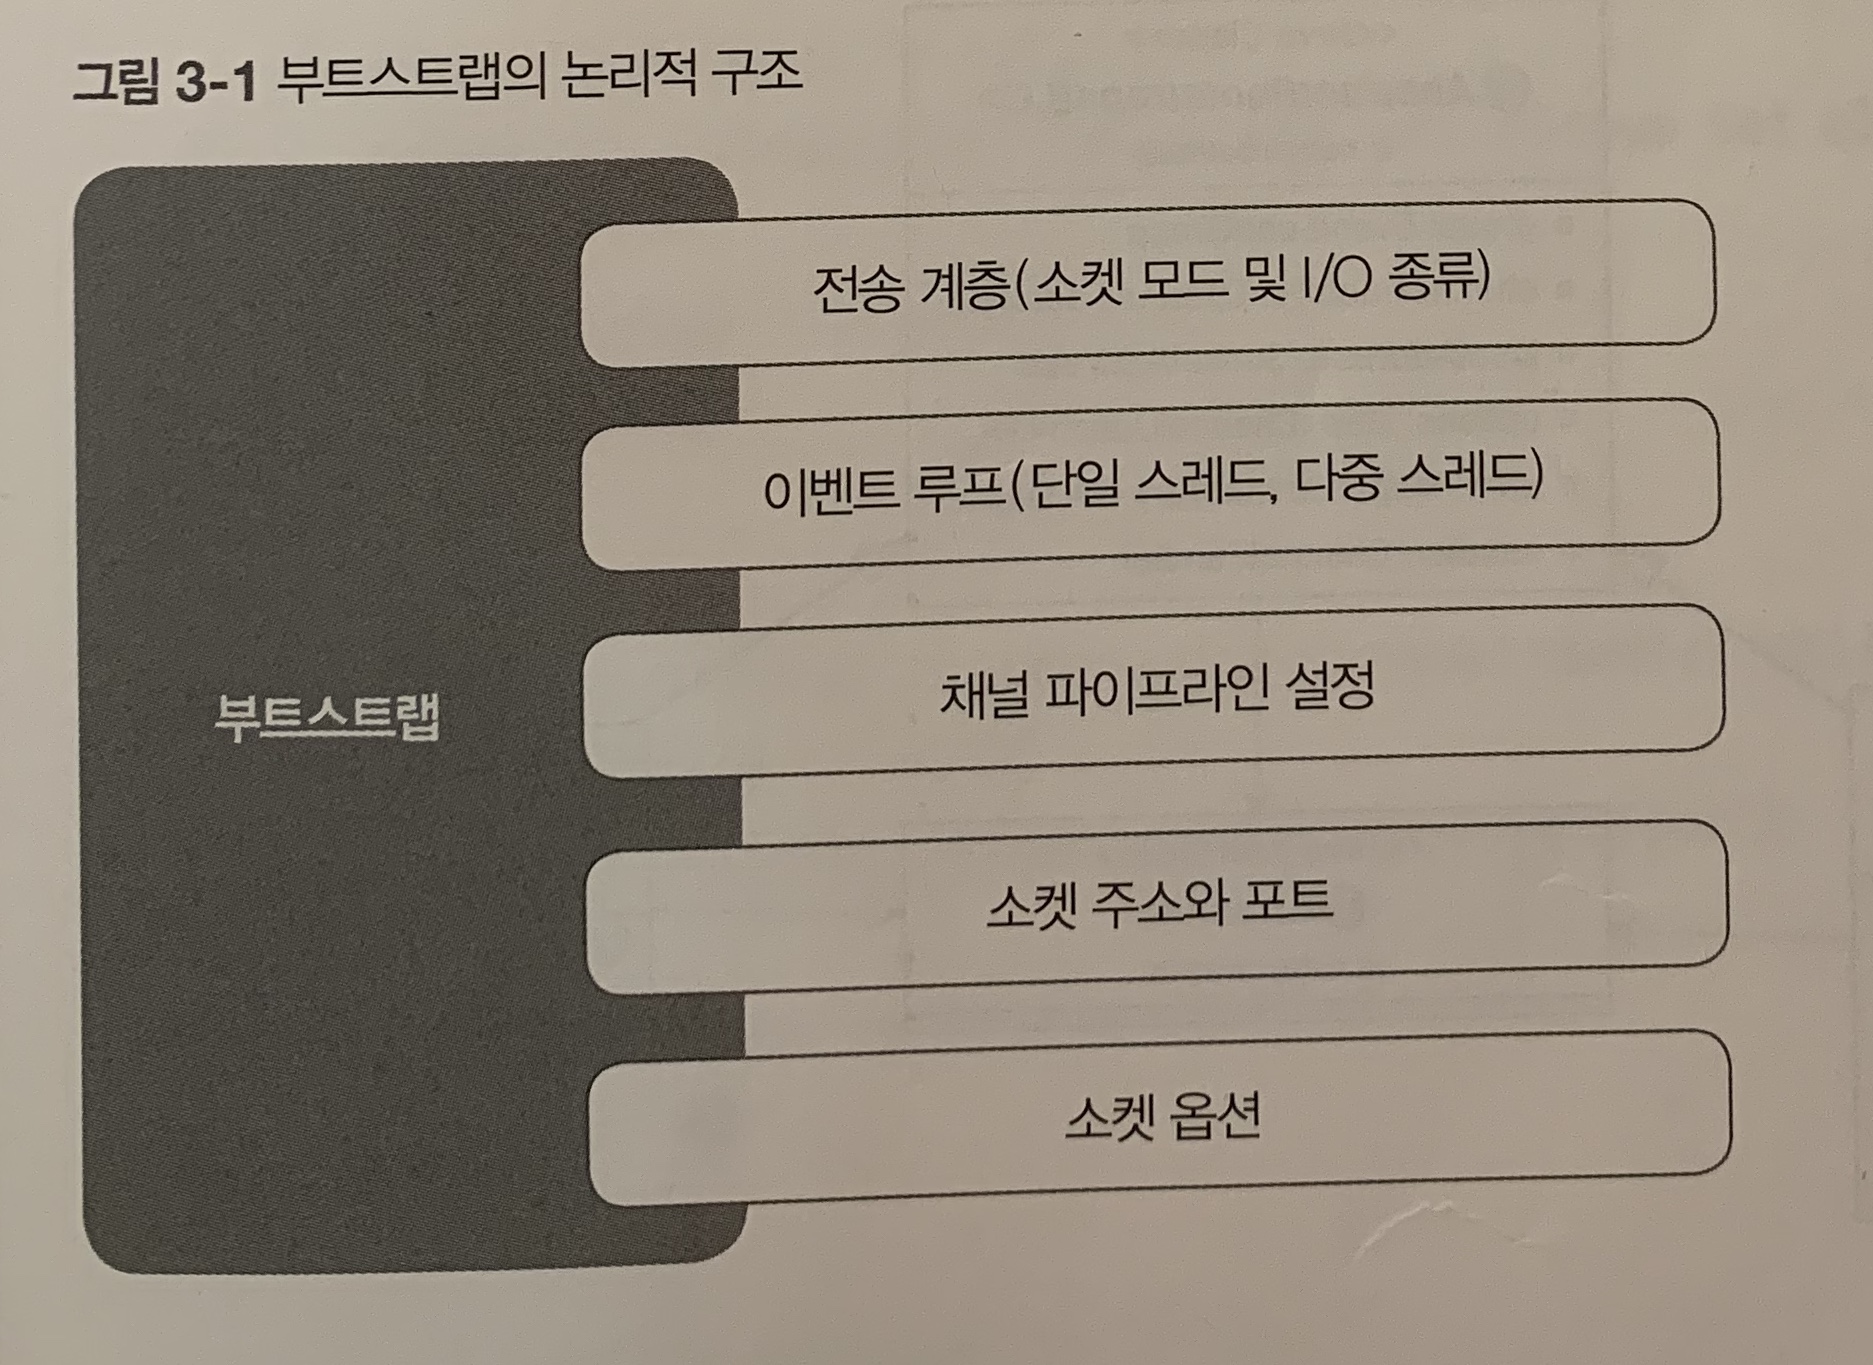 그림 3-1 부트스트랩의 논리적 구조
전송 계층(소켓 모드 및 I/O 종류)
이벤트 루프(단일 스레드, 다중 스레드)
부트스트랩
채널 파이프라인 설정
소켓 주소와 포트
소켓 옵션